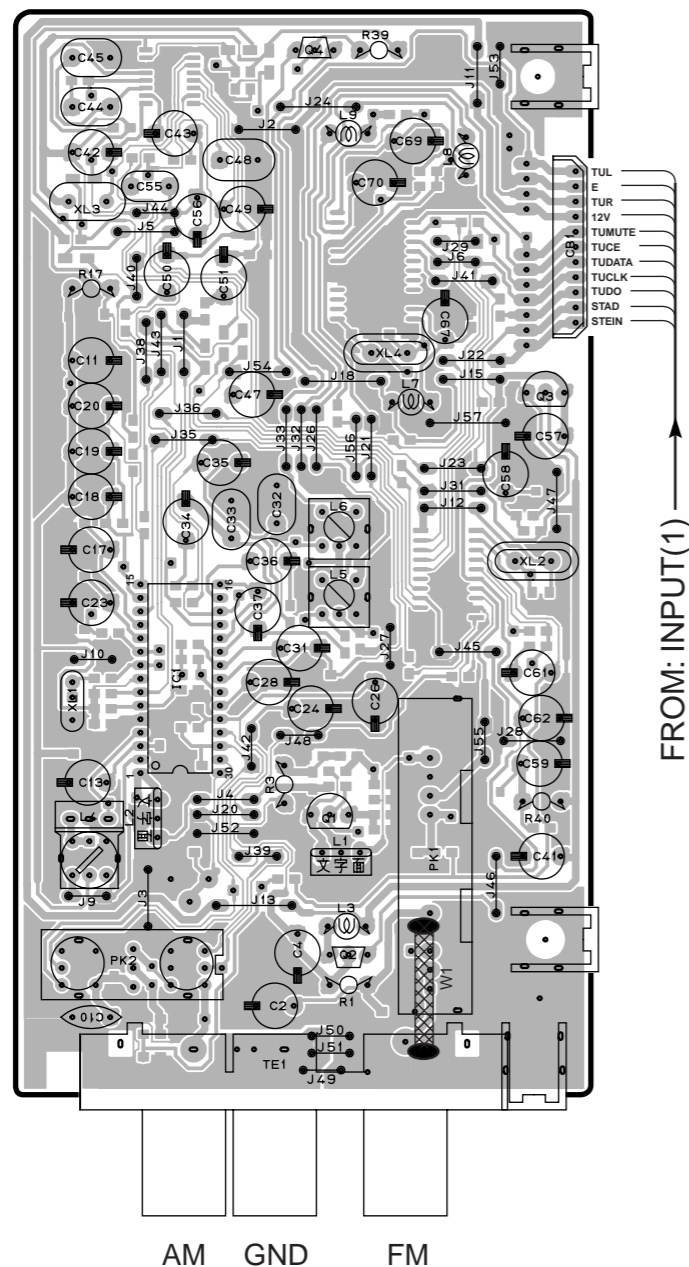 C45
Q4
R39
J11
J53
C44
J24
L9
J2
C43
C69
L8
C42
C48
C70
C55
XL3
J44
C56
C49
J5
TUL
E
TUR
12V
TUMUTE
TUCE
TUDATA
TUCLK
TUDO
STAD
STEIN
CB1
J29
J6
J41
J40
C50
C51
R17
C67
J38
J43
J1
XL4
J22
C11
J54
J18
J15
C47
L7
Q3
C20
J36
J33
J32
J26
J56
J21
J57
C57
J35
C19
C35
J23
C58
C18
J31
J12
J47
C34
C33
C32
L6
C17
C36
XL2
L5
C23
C37
15
16
IC1
J27
J45
C31
J10
C28
C26
C61
XL1
C24
C62
J42
J48
J55
J28
C59
1
30
C13
R3
J4
J20
J52
L2
文字面
Q1
R40
L1
文字面
PK1
J39
C41
J46
J3
J9
J13
L3
C4
Q2
PK2
R1
W1
C10
C2
J50
J51
TE1
J49
FROM: INPUT(1)
AM GND FM